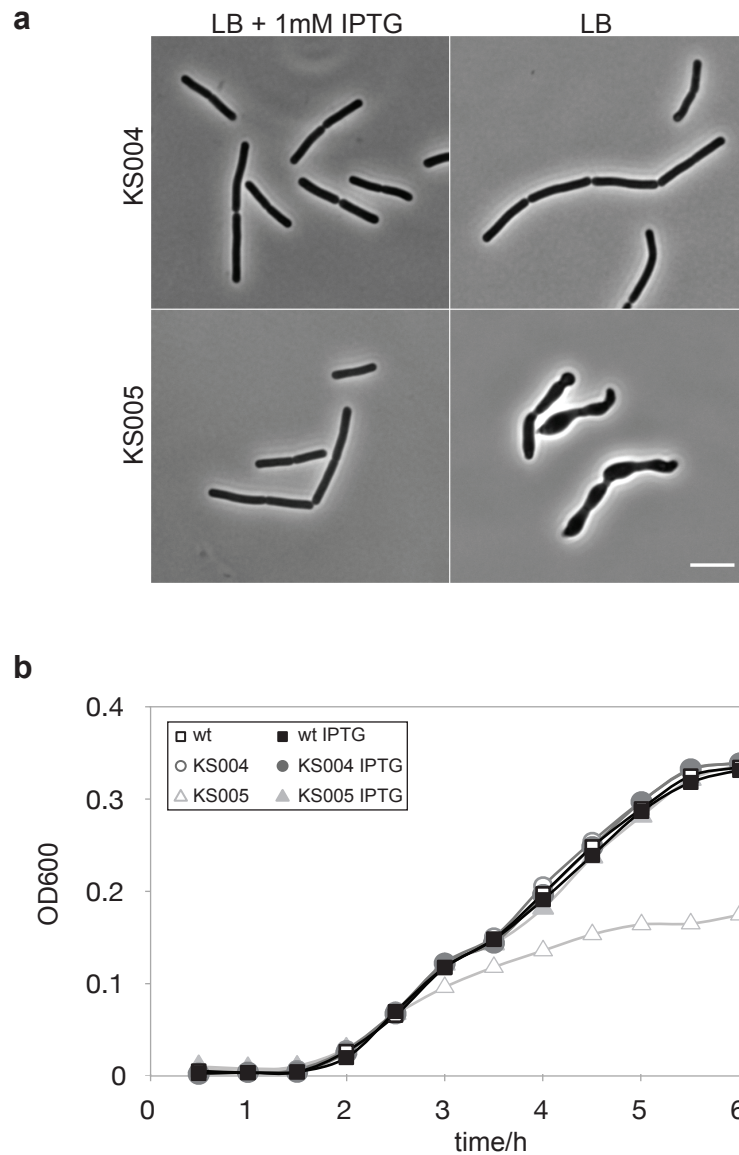 a
LB + 1mM IPTG LB
KS004
KS005
b
0.4
wt wt IPTG
KS004 KS004 IPTG
KS005 KS005 IPTG
0.3
0.2
0.1
0
OD600
0 1 2 3 4 5 6
time/h